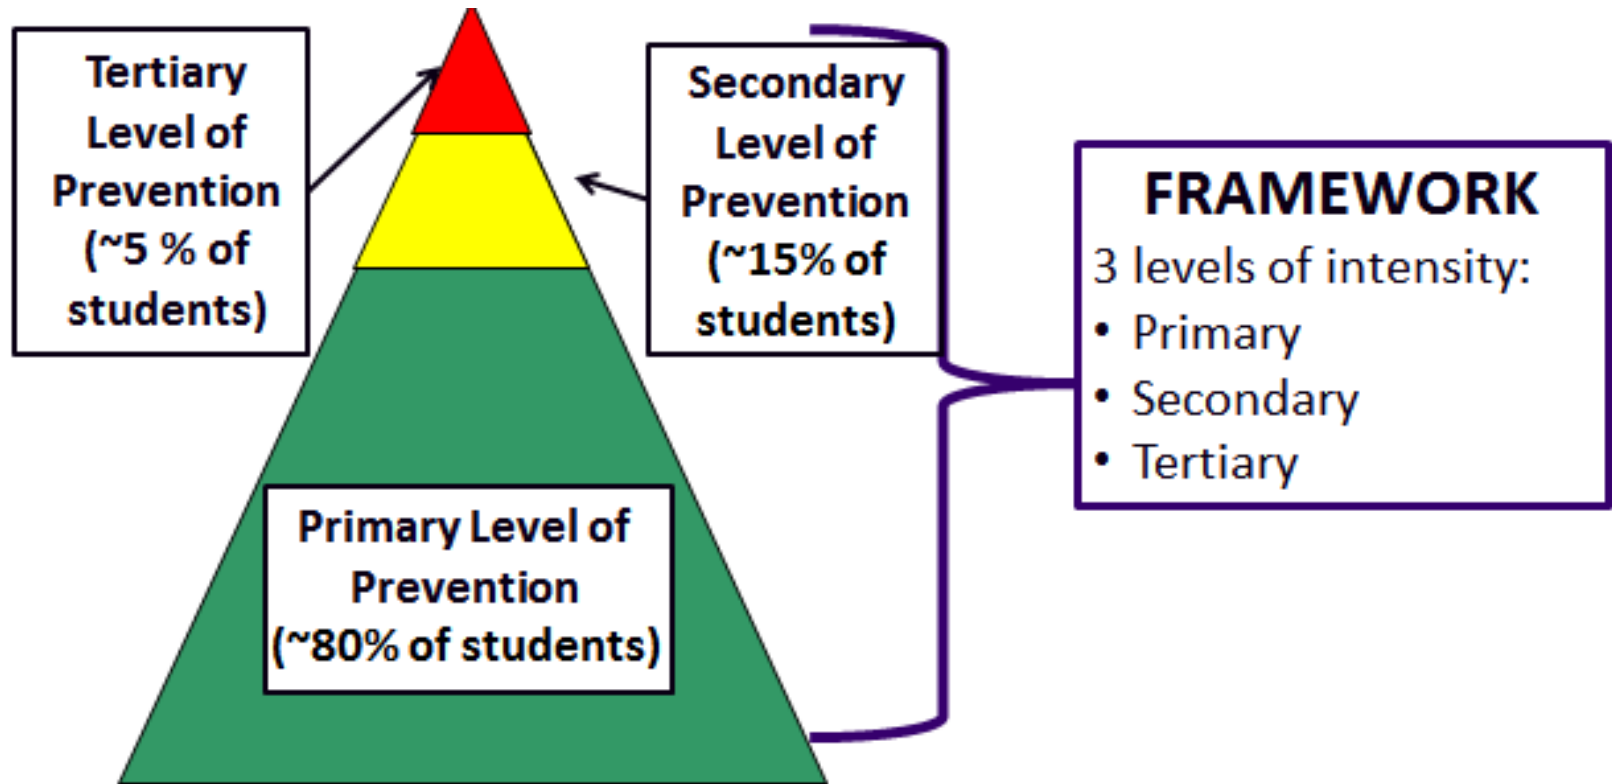 Tertiary
Level of
Prevention
(~5 % of
students)
Secondary
Level of
Prevention
(~15% of
students)
Primary Level of
Prevention
(~80% of students)
FRAMEWORK
3 levels of intensity:
• Primary
• Secondary
• Tertiary